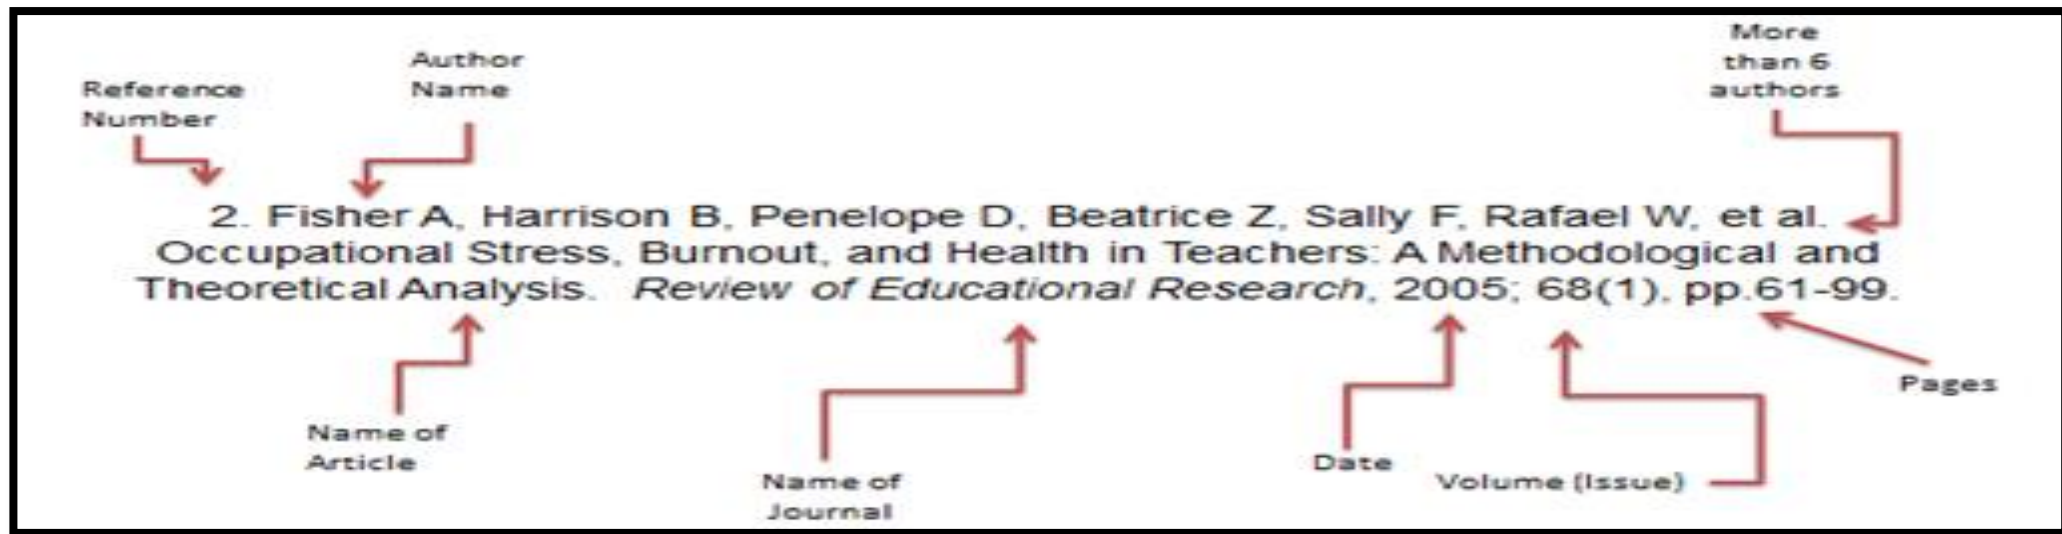 More
than 6
authors
Author
Name
Reference
Number
2. Fisher A, Harrison B, Penelope D, Beatrice Z, Sally F, Rafael W, et al.
Occupational Stress, Burnout, and Health in Teachers: A Methodological and
Theoretical Analysis. Review of Educational Research, 2005; 68(1), pp.61-99.
Pages
Name of
Article
Date
Volume (Issue)
Name of
Journal